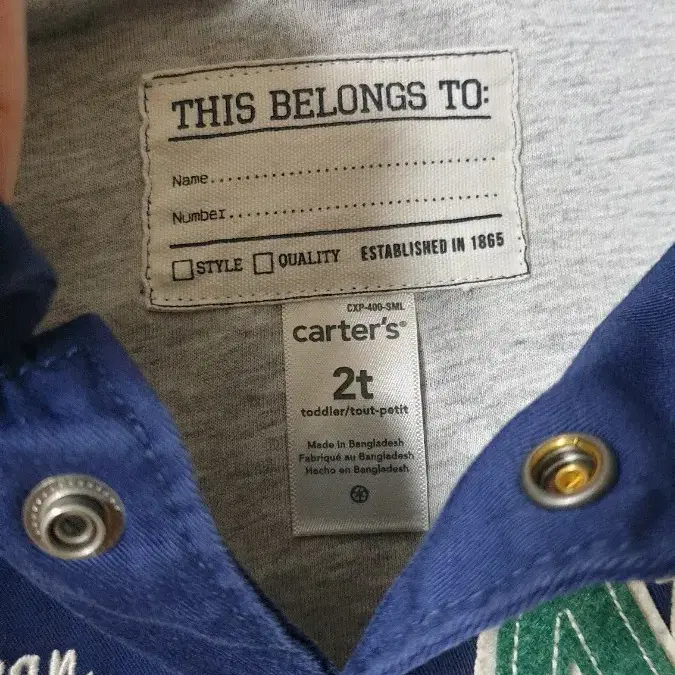 THIS BELONGS TO:
Name....................................
Number..................................
STYLE QUALITY ESTABLISHED IN 1865
CXP-400-SML
carter's®
2t
toddler/tout-petit
Made in Bangladesh
Fabriqué au Bangladesh
Hecho en Bangladesh